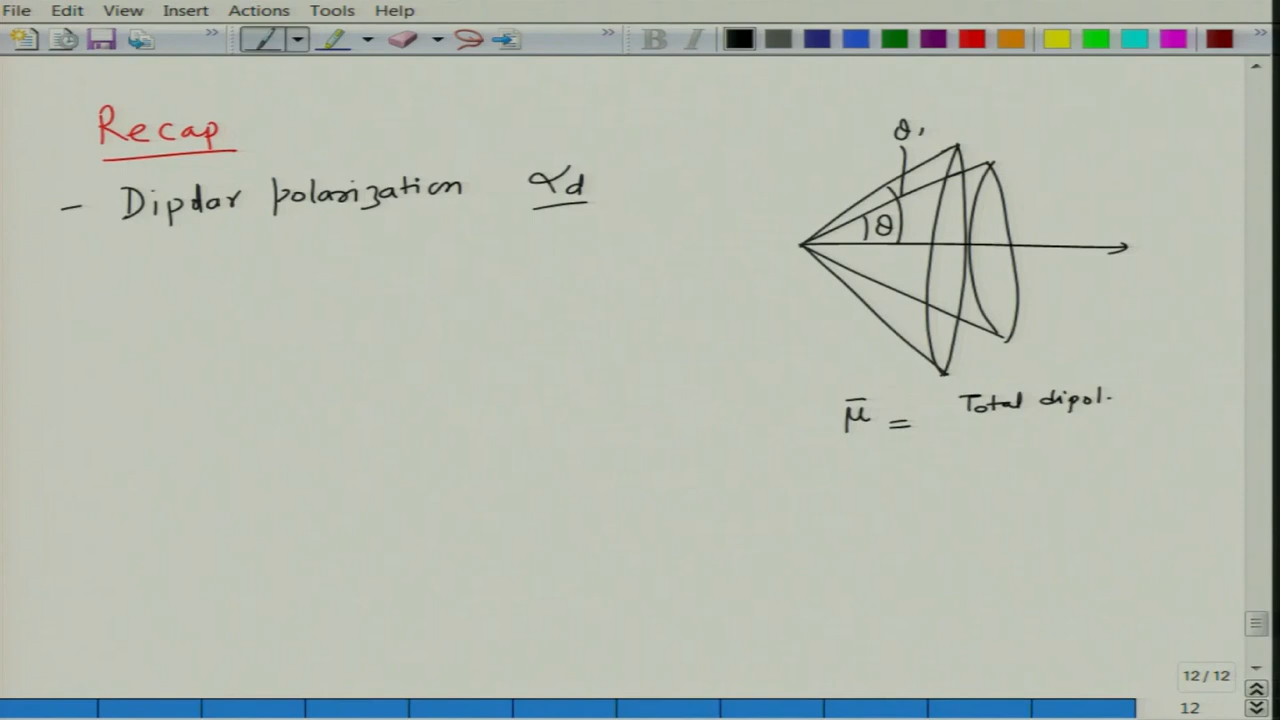 File Edit View Insert Actions Tools Help
Recap
- Dipolar polarization αd
θ'
θ
μ̄ = Total dipol.
12 / 12
12